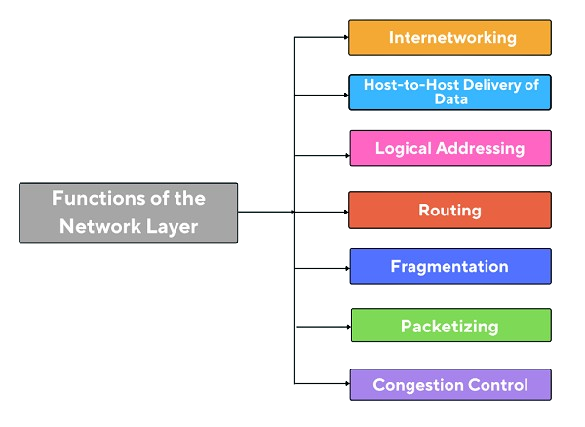 Internetworking
Host-to-Host Delivery of
Data
Logical Addressing
Functions of the
Network Layer
Routing
Fragmentation
Packetizing
Congestion Control